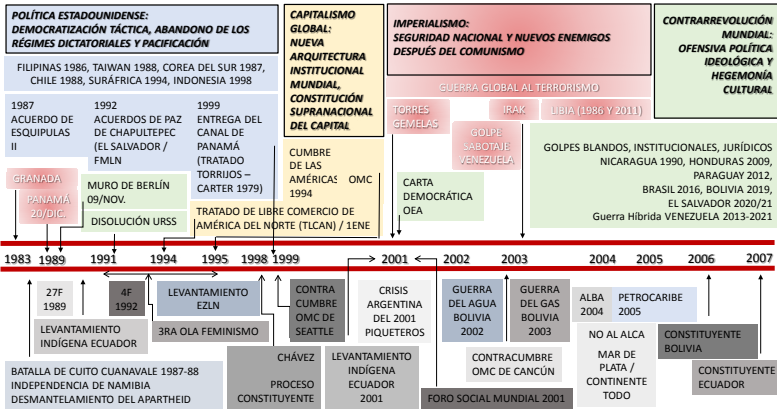 POLÍTICA ESTADOUNIDENSE:
DEMOCRATIZACIÓN TÁCTICA, ABANDONO DE LOS
RÉGIMES DICTATORIALES Y PACIFICACIÓN
FILIPINAS 1986, TAIWAN 1988, COREA DEL SUR 1987,
CHILE 1988, SURÁFRICA 1994, INDONESIA 1998
1987
ACUERDO DE
ESQUIPULAS
II
1992
ACUERDOS DE PAZ
DE CHAPULTEPEC
(EL SALVADOR /
FMLN
1999
ENTREGA DEL
CANAL DE
PANAMÁ
(TRATADO
TORRIJOS –
CARTER 1979)
CAPITALISMO
GLOBAL:
NUEVA
ARQUITECTURA
INSTITUCIONAL
MUNDIAL,
CONSTITUCIÓN
SUPRANACIONAL
DEL CAPITAL
CUMBRE
DE LAS
AMÉRICAS
1994
OMC
IMPERIALISMO:
SEGURIDAD NACIONAL Y NUEVOS ENEMIGOS
DESPUÉS DEL COMUNISMO
GUERRA GLOBAL AL TERRORISMO
TORRES
GEMELAS
IRAK
LIBIA (1986 Y 2011)
GOLPE
SABOTAJE
VENEZUELA
CONTRARREVOLUCIÓN
MUNDIAL:
OFENSIVA POLÍTICA
IDEOLÓGICA Y
HEGEMONÍA
CULTURAL
GOLPES BLANDOS, INSTITUCIONALES, JURÍDICOS
NICARAGUA 1990, HONDURAS 2009,
PARAGUAY 2012,
BRASIL 2016, BOLIVIA 2019,
EL SALVADOR 2020/21
Guerra Híbrida VENEZUELA 2013-2021
GRANADA
PANAMÁ
20/DIC.
MURO DE BERLÍN
09/NOV.
DISOLUCIÓN URSS
TRATADO DE LIBRE COMERCIO DE
AMÉRICA DEL NORTE (TLCAN) / 1ENE
CARTA
DEMOCRÁTICA
OEA
1983 1989 1991 1994 1995 1998 1999 2001 2002 2003 2004 2005 2006 2007
27F
1989
4F
1992
LEVANTAMIENTO
EZLN
LEVANTAMIENTO
INDÍGENA ECUADOR
3RA OLA FEMINISMO
BATALLA DE CUITO CUANAVALE 1987-88
INDEPENDENCIA DE NAMIBIA
DESMANTELAMIENTO DEL APARTHEID
CHÁVEZ
PROCESO
CONSTITUYENTE
CONTRA
CUMBRE
OMC DE
SEATTLE
LEVANTAMIENTO
INDÍGENA
ECUADOR
2001
CRISIS
ARGENTINA
DEL 2001
PIQUETEROS
FORO SOCIAL MUNDIAL 2001
GUERRA
DEL AGUA
BOLIVIA
2002
GUERRA
DEL GAS
BOLIVIA
2003
CONTRACUMBRE
OMC DE CANCÚN
ALBA
2004
PETROCARIBE
2005
NO AL ALCA
MAR DE
PLATA /
CONTINENTE
TODO
CONSTITUYENTE
BOLIVIA
CONSTITUYENTE
ECUADOR